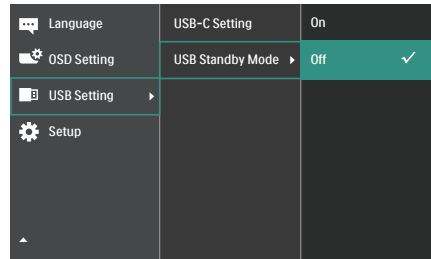 Language
OSD Setting
USB Setting
Setup
USB-C Setting
USB Standby Mode
On
Off